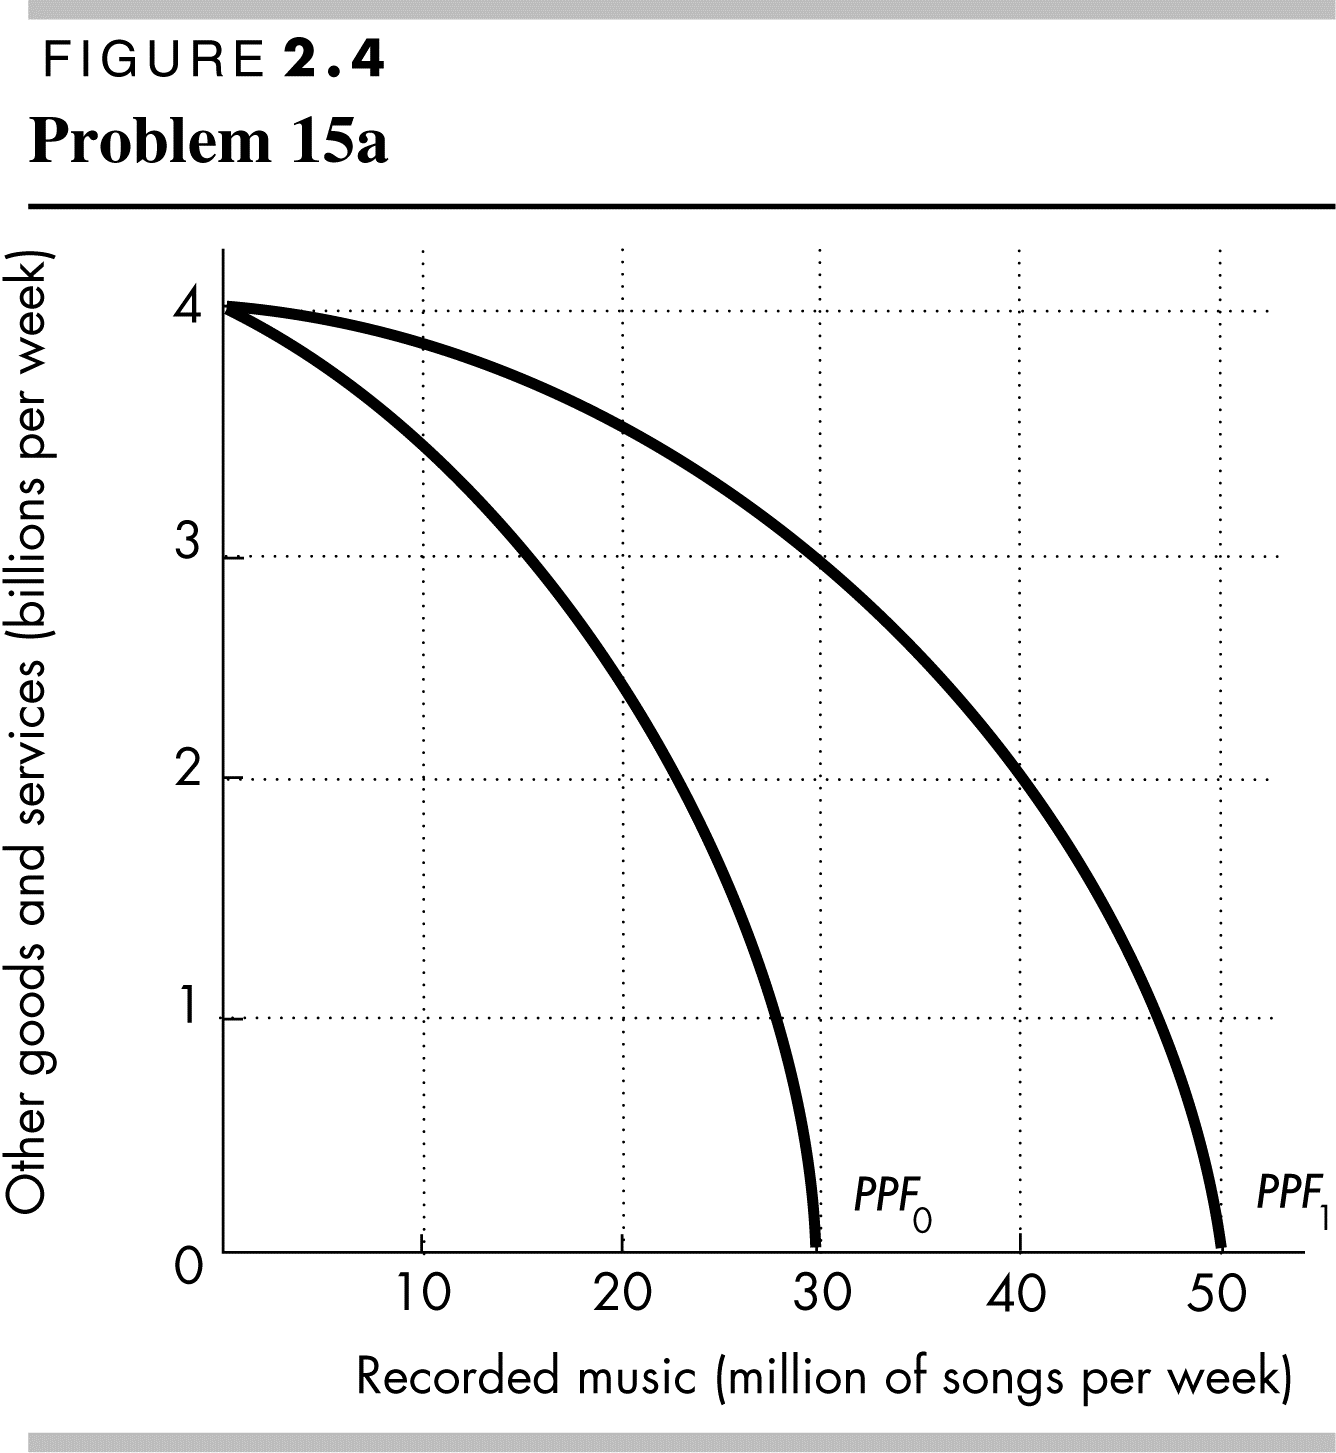 FIGURE 2.4
Problem 15a
Other goods and services (billions per week)
4
3
2
1
0
PPF0
PPF1
10 20 30 40 50
Recorded music (million of songs per week)